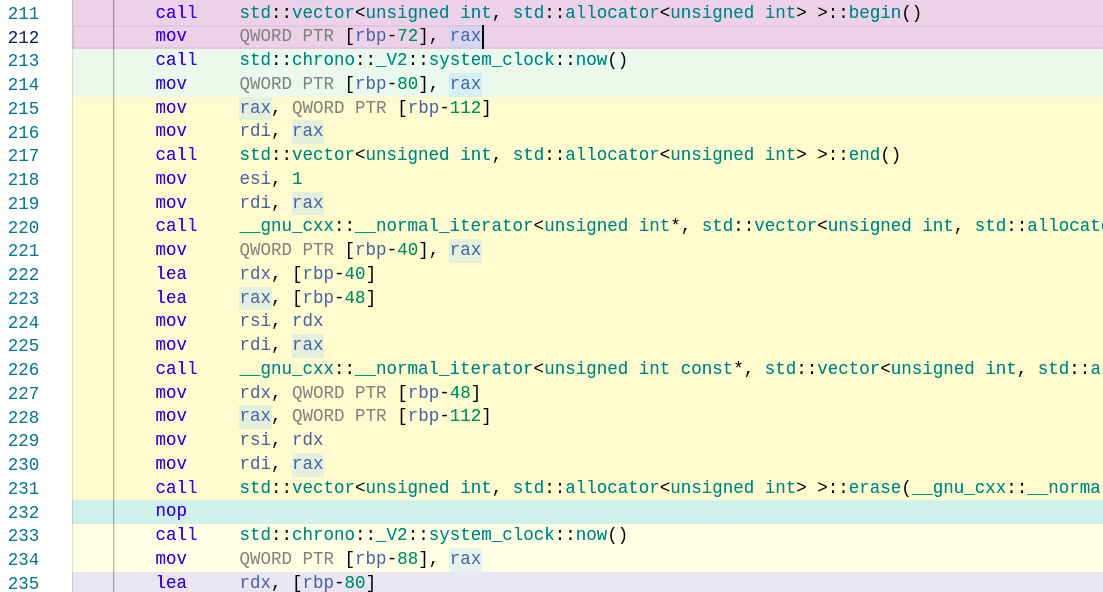 211 call std::vector<unsigned int, std::allocator<unsigned int> >::begin()
212 mov QWORD PTR [rbp-72], rax
213 call std::chrono::_V2::system_clock::now()
214 mov QWORD PTR [rbp-80], rax
215 mov rax, QWORD PTR [rbp-112]
216 mov rdi, rax
217 call std::vector<unsigned int, std::allocator<unsigned int> >::end()
218 mov esi, 1
219 mov rdi, rax
220 call __gnu_cxx::__normal_iterator<unsigned int*, std::vector<unsigned int, std::allocat
221 mov QWORD PTR [rbp-40], rax
222 lea rdx, [rbp-40]
223 lea rax, [rbp-48]
224 mov rsi, rdx
225 mov rdi, rax
226 call __gnu_cxx::__normal_iterator<unsigned int const*, std::vector<unsigned int, std::a
227 mov rdx, QWORD PTR [rbp-48]
228 mov rax, QWORD PTR [rbp-112]
229 mov rsi, rdx
230 mov rdi, rax
231 call std::vector<unsigned int, std::allocator<unsigned int> >::erase(__gnu_cxx::__norma
232 nop
233 call std::chrono::_V2::system_clock::now()
234 mov QWORD PTR [rbp-88], rax
235 lea rdx, [rbp-80]